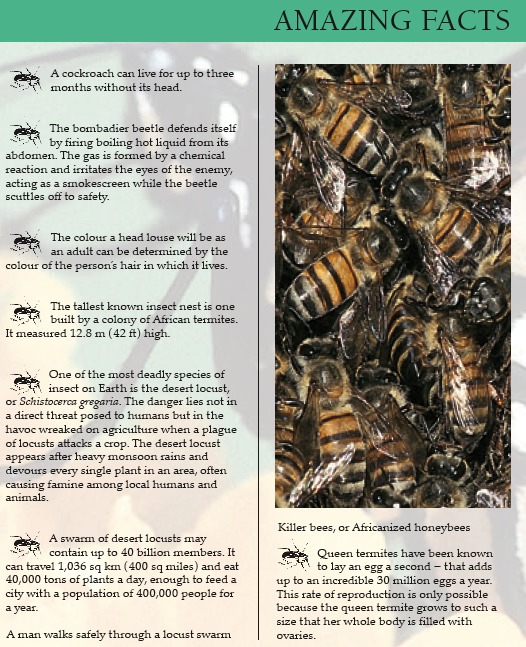 AMAZING FACTS
A cockroach can live for up to three
months without its head.
The bombadier beetle defends itself
by firing boiling hot liquid from its
abdomen. The gas is formed by a chemical
reaction and irritates the eyes of the enemy,
acting as a smokescreen while the beetle
scuttles off to safety.
The colour a head louse will be as
an adult can be determined by the
colour of the person's hair in which it lives.
The tallest known insect nest is one
built by a colony of African termites.
It measured 12.8 m (42 ft) high.
One of the most deadly species of
insect on Earth is the desert locust,
or Schistocerca gregaria. The danger lies not in
a direct threat posed to humans but in the
havoc wreaked on agriculture when a plague
of locusts attacks a crop. The desert locust
appears after heavy monsoon rains and
devours every single plant in an area, often
causing famine among local humans and
animals.
A swarm of desert locusts may
contain up to 40 billion members. It
can travel 1,036 sq km (400 sq miles) and eat
40,000 tons of plants a day, enough to feed a
city with a population of 400,000 people for
a year.
A man walks safely through a locust swarm
Killer bees, or Africanized honeybees
Queen termites have been known
to lay an egg a second – that adds
up to an incredible 30 million eggs a year.
This rate of reproduction is only possible
because the queen termite grows to such a
size that her whole body is filled with
ovaries.